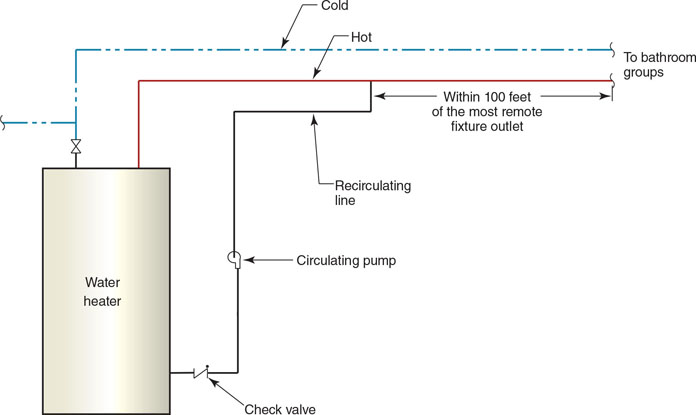 Cold
Hot
To bathroom
groups
Within 100 feet
of the most remote
fixture outlet
Recirculating
line
Circulating pump
Water
heater
Check valve